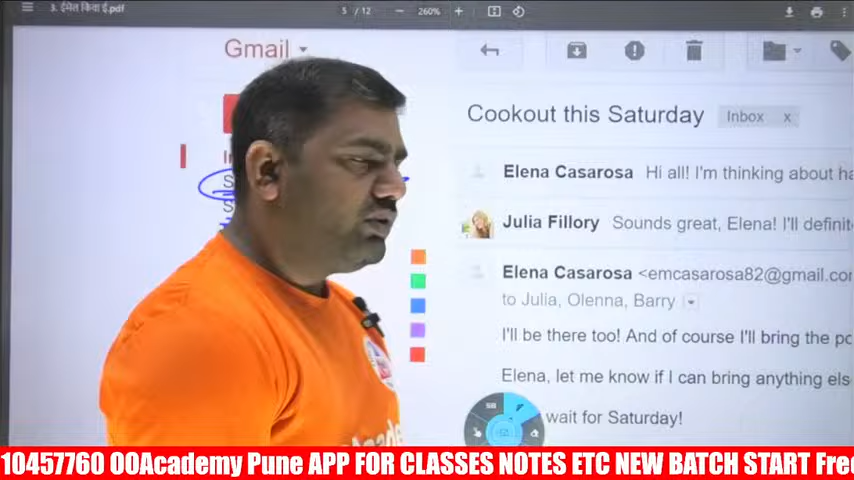 3. ईमेल किंवा ई.pdf
5 / 12
260%
Gmail
Cookout this Saturday
Inbox x
Elena Casarosa Hi all! I'm thinking about ha
Julia Fillory Sounds great, Elena! I'll definit
Elena Casarosa <emcasarosa82@gmail.co
to Julia, Olenna, Barry
I'll be there too! And of course I'll bring the po
Elena, let me know if I can bring anything els
wait for Saturday!
10457760 OOAcademy Pune APP FOR CLASSES NOTES ETC NEW BATCH START Free